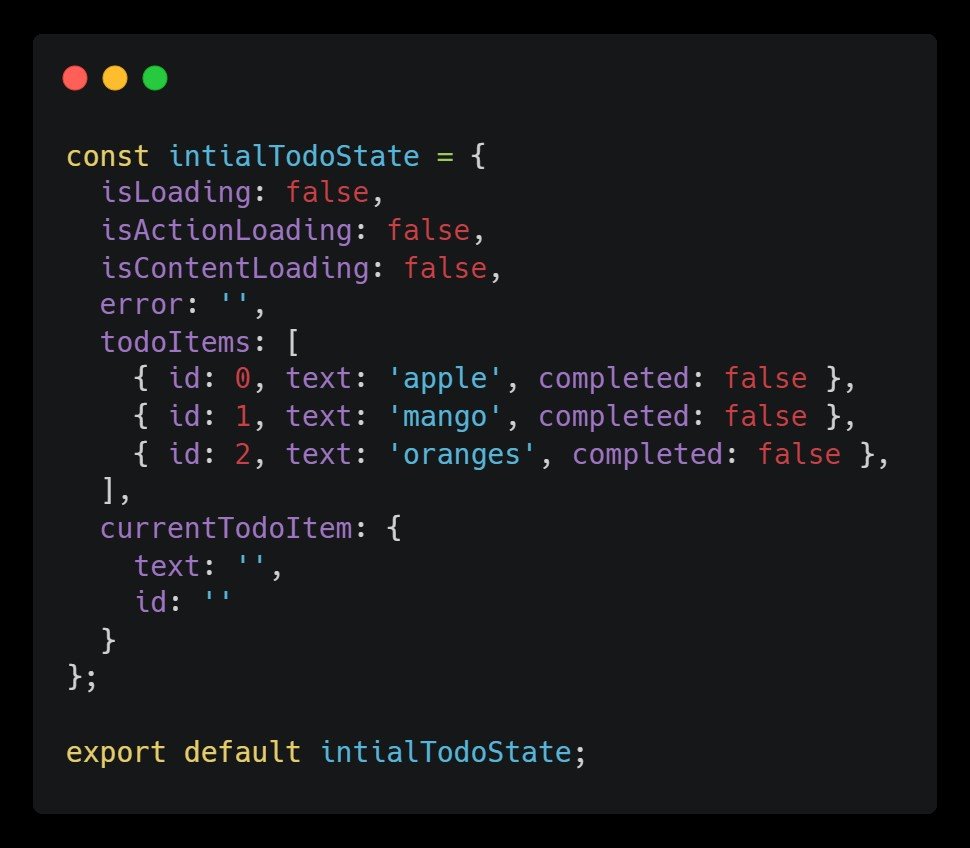 const intialTodoState = {
  isLoading: false,
  isActionLoading: false,
  isContentLoading: false,
  error: '',
  todoItems: [
    { id: 0, text: 'apple', completed: false },
    { id: 1, text: 'mango', completed: false },
    { id: 2, text: 'oranges', completed: false },
  ],
  currentTodoItem: {
    text: '',
    id: ''
  }
};

export default intialTodoState;